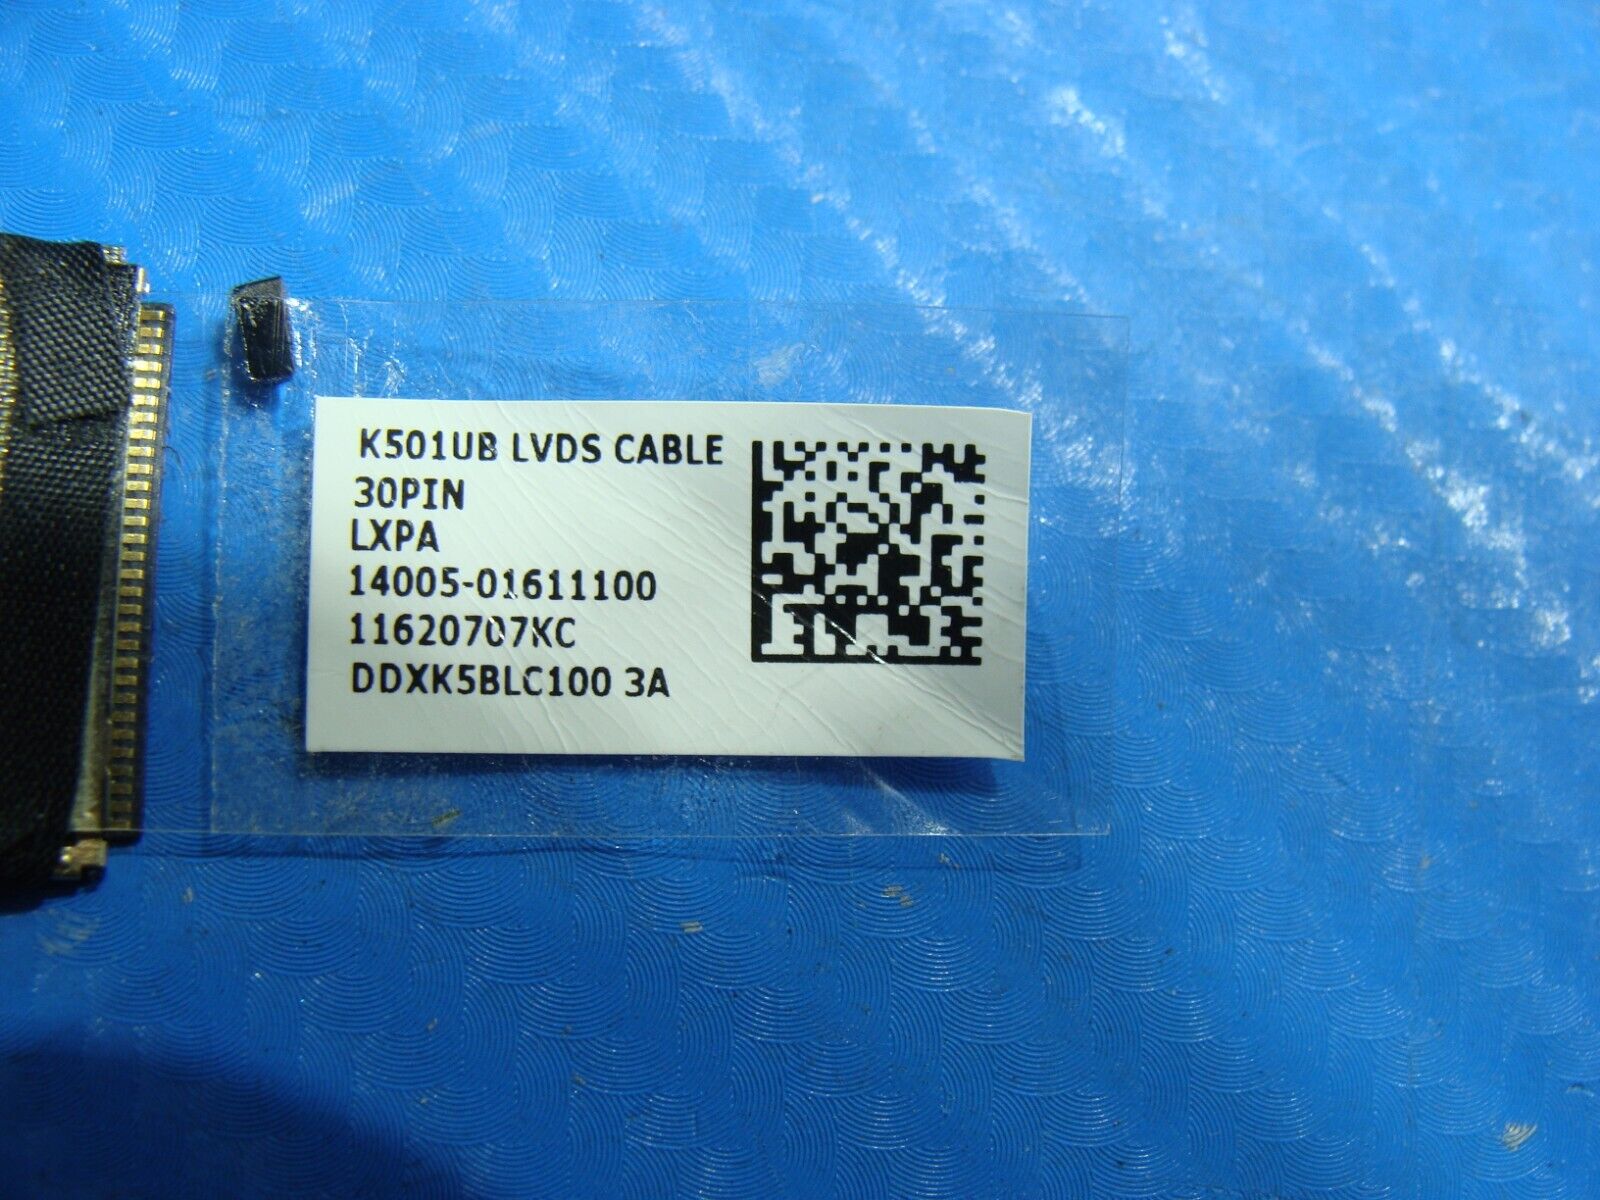 K501UB LVDS CABLE
30PIN
LXPA
14005-01611100
11620707KC
DDXK5BLC100 3A